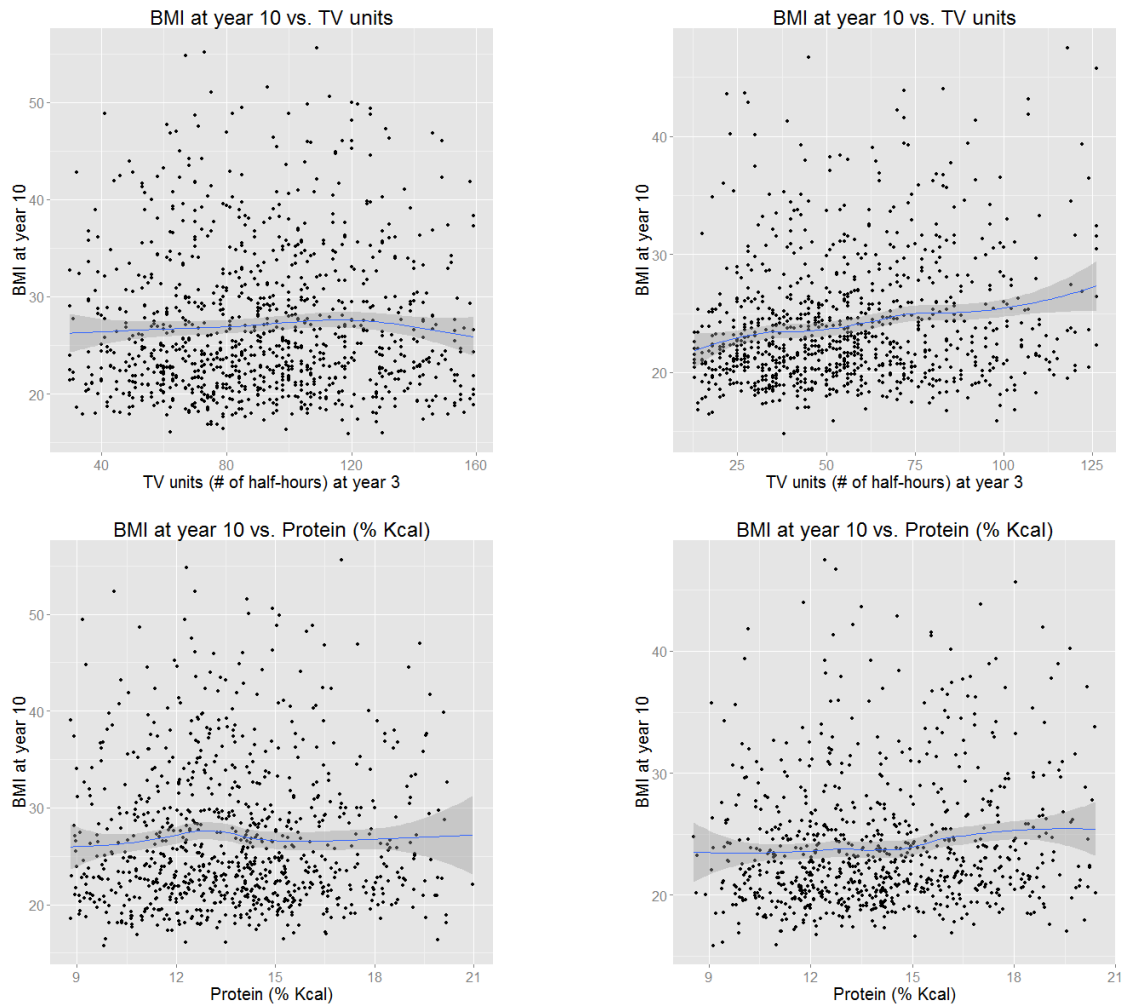 BMI at year 10 vs. TV units
BMI at year 10
50
40
30
20
40
80
120
160
TV units (# of half-hours) at year 3
BMI at year 10 vs. TV units
BMI at year 10
40
30
20
25
50
75
100
125
TV units (# of half-hours) at year 3
BMI at year 10 vs. Protein (% Kcal)
BMI at year 10
50
40
30
20
9
12
15
18
21
Protein (% Kcal)
BMI at year 10 vs. Protein (% Kcal)
BMI at year 10
40
30
20
9
12
15
18
21
Protein (% Kcal)